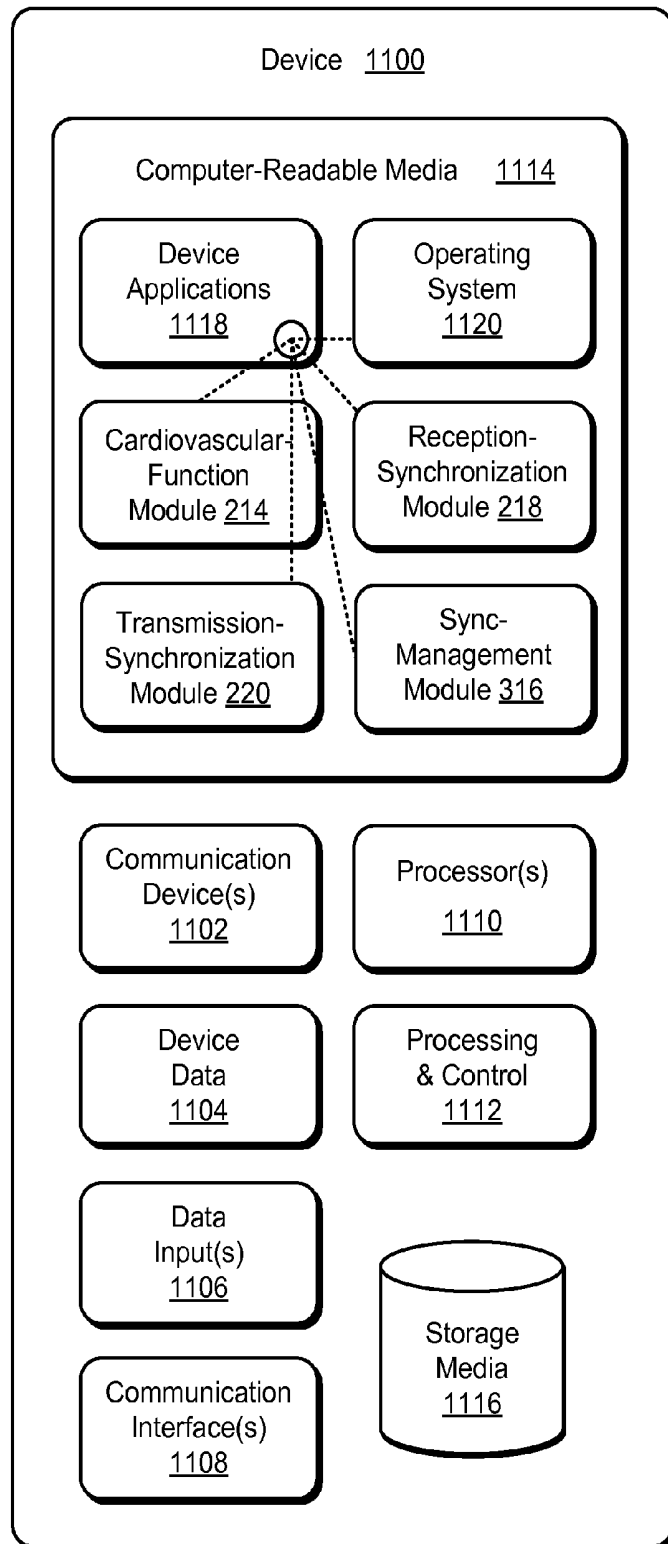 Device 1100
Computer-Readable Media 1114
Device
Applications
1118
Operating
System
1120
Cardiovascular-
Function
Module 214
Reception-
Synchronization
Module 218
Transmission-
Synchronization
Module 220
Sync-
Management
Module 316
Communication
Device(s)
1102
Processor(s)
1110
Device
Data
1104
Processing
& Control
1112
Data
Input(s)
1106
Storage
Media
1116
Communication
Interface(s)
1108